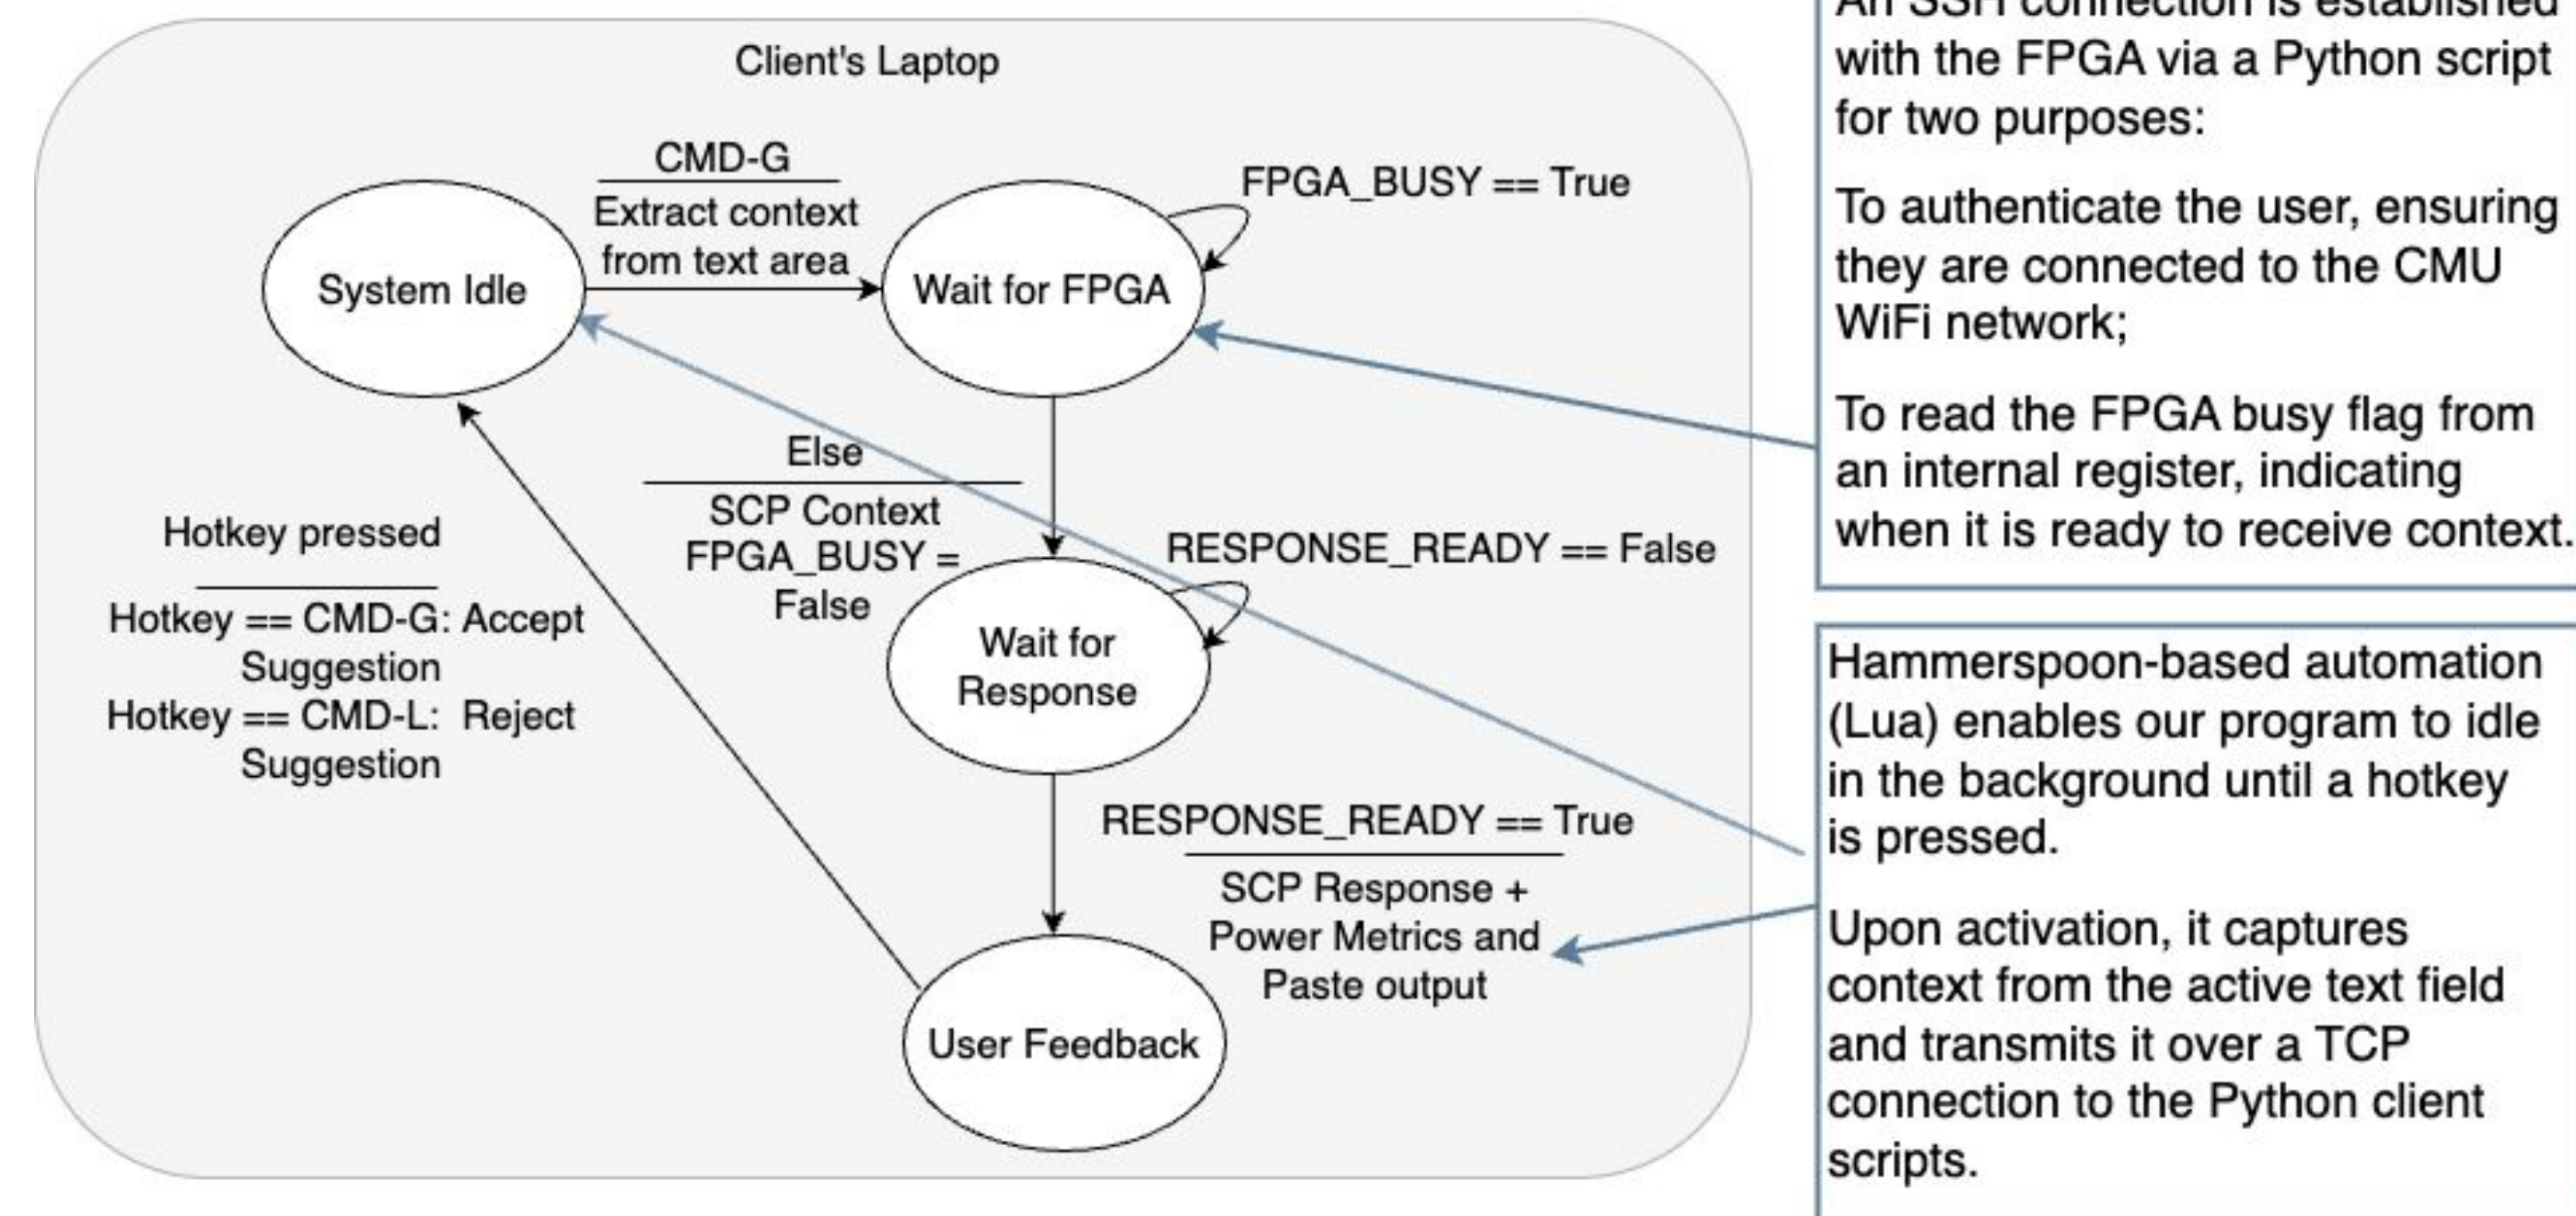 Client's Laptop
CMD-G
Extract context
from text area
System Idle
Wait for FPGA
FPGA_BUSY == True
Else
SCP Context
FPGA_BUSY =
False
Hotkey pressed
Hotkey == CMD-G: Accept
Suggestion
Hotkey == CMD-L: Reject
Suggestion
RESPONSE_READY == False
Wait for
Response
RESPONSE_READY == True
SCP Response +
Power Metrics and
Paste output
User Feedback
An SSH connection is established
with the FPGA via a Python script
for two purposes:
To authenticate the user, ensuring
they are connected to the CMU
WiFi network;
To read the FPGA busy flag from
an internal register, indicating
when it is ready to receive context.
Hammerspoon-based automation
(Lua) enables our program to idle
in the background until a hotkey
is pressed.
Upon activation, it captures
context from the active text field
and transmits it over a TCP
connection to the Python client
scripts.